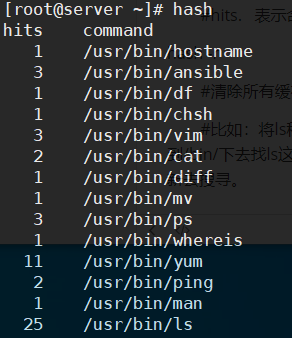 [root@server ~]# hash
hits    command
   1    /usr/bin/hostname
   3    /usr/bin/ansible
   1    /usr/bin/df
   1    /usr/bin/chsh
   3    /usr/bin/vim
   2    /usr/bin/cat
   1    /usr/bin/diff
   1    /usr/bin/mv
   3    /usr/bin/ps
   1    /usr/bin/whereis
  11    /usr/bin/yum
   2    /usr/bin/ping
   1    /usr/bin/man
  25    /usr/bin/ls
#hits.
表示
#清除所有缓
#比如:将ls
n/下去找ls这